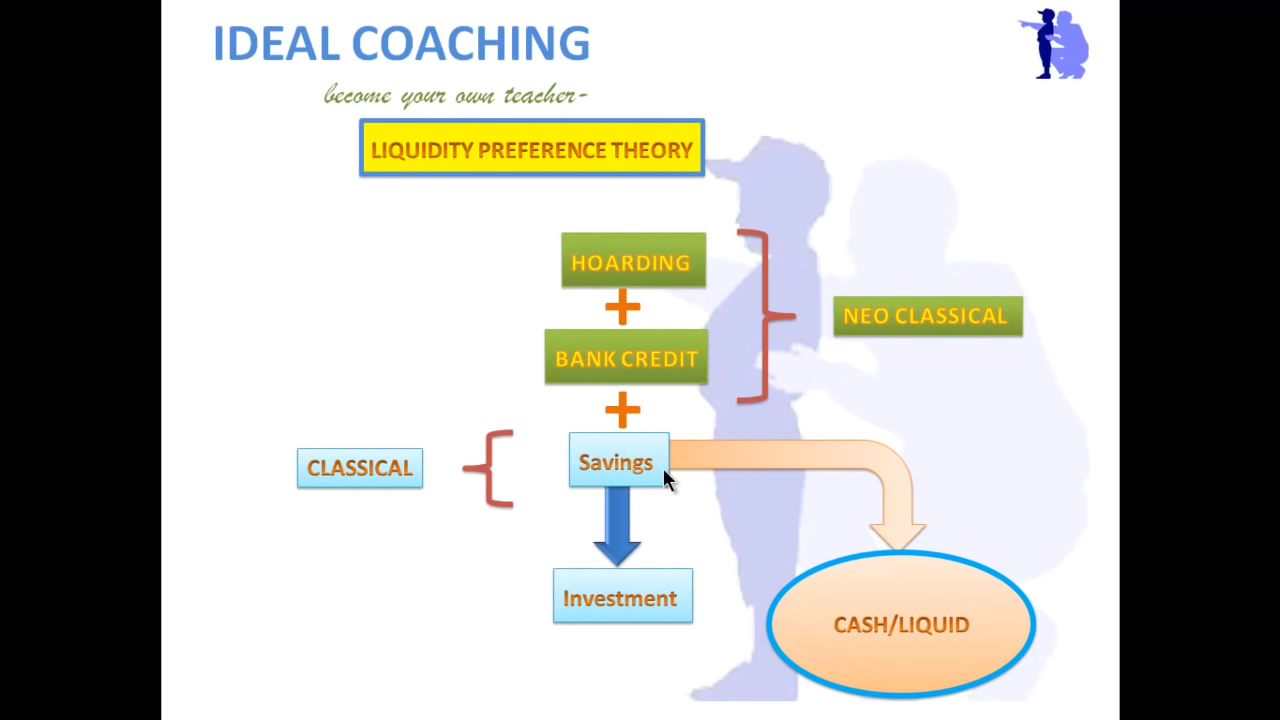 IDEAL COACHING
become your own teacher-
LIQUIDITY PREFERENCE THEORY
HOARDING
+
NEO CLASSICAL
BANK CREDIT
+
CLASSICAL
Savings
Investment
CASH/LIQUID